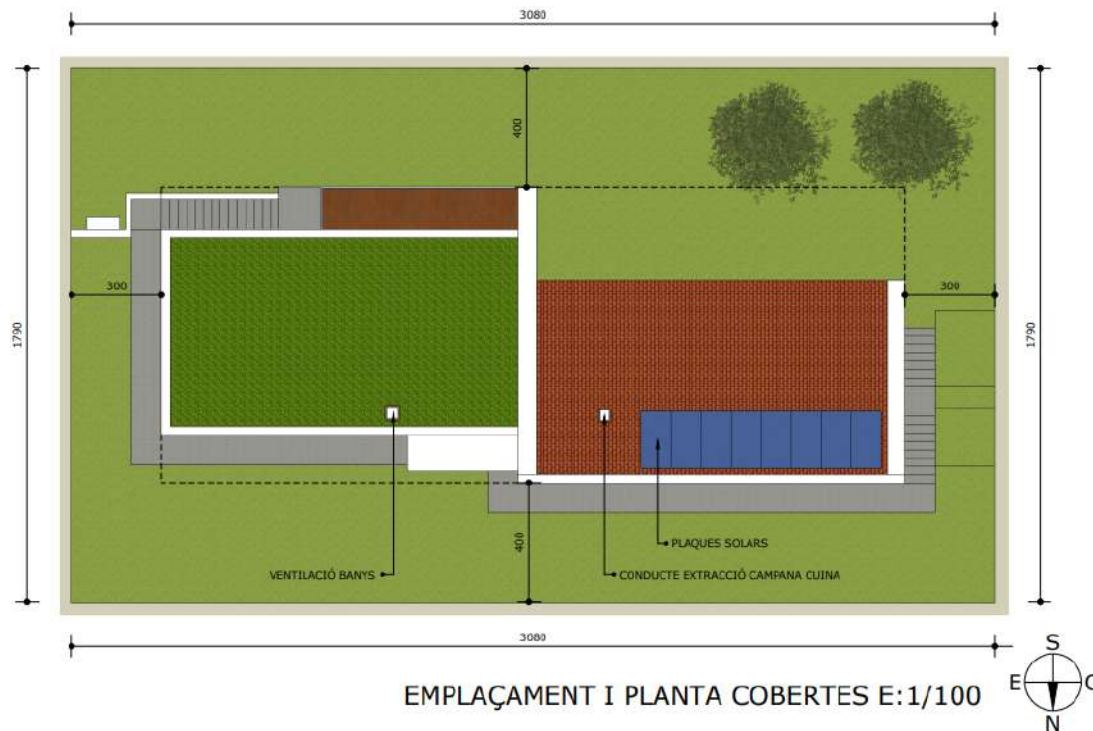 3080
400
300
300
1790
1790
400
PLAQUES SOLARS
VENTILACIÓ BANYS
CONDUCTE EXTRACCIÓ CAMPANA CUINA
3080
EMPLAÇAMENT I PLANTA COBERTES E:1/100
S
E
O
N